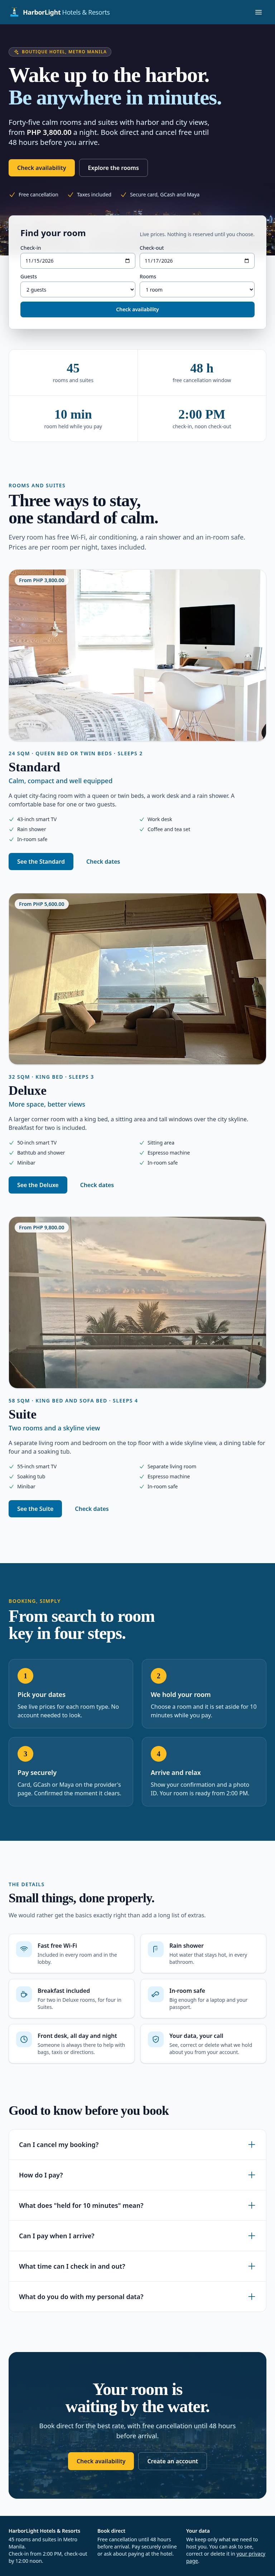 HarborLight Hotels & Resorts
BOUTIQUE HOTEL, METRO MANILA
Wake up to the harbor.
Be anywhere in minutes.
Forty-five calm rooms and suites with harbor and city views,
from PHP 3,800.00 a night. Book direct and cancel free until
48 hours before you arrive.
Check availability
Explore the rooms
Free cancellation
Taxes included
Secure card, GCash and Maya
Find your room
Live prices. Nothing is reserved until you choose.
Check-in
Check-out
11/15/2026
11/17/2026
Guests
Rooms
2 guests
1 room
Check availability
45
rooms and suites
48 h
free cancellation window
10 min
room held while you pay
2:00 PM
check-in, noon check-out
ROOMS AND SUITES
Three ways to stay,
one standard of calm.
Every room has free Wi-Fi, air conditioning, a rain shower and an in-room safe.
Prices are per room per night, taxes included.
From PHP 3,800.00
24 SQM · QUEEN BED OR TWIN BEDS · SLEEPS 2
Standard
Calm, compact and well equipped
A quiet city-facing room with a queen or twin beds, a work desk and a rain shower. A
comfortable base for one or two guests.
43-inch smart TV
Work desk
Rain shower
Coffee and tea set
In-room safe
See the Standard
Check dates
From PHP 5,600.00
32 SQM · KING BED · SLEEPS 3
Deluxe
More space, better views
A larger corner room with a king bed, a sitting area and tall windows over the city skyline.
Breakfast for two is included.
50-inch smart TV
Sitting area
Bathtub and shower
Espresso machine
Minibar
In-room safe
See the Deluxe
Check dates
From PHP 9,800.00
58 SQM · KING BED AND SOFA BED · SLEEPS 4
Suite
Two rooms and a skyline view
A separate living room and bedroom on the top floor with a wide skyline view, a dining table for
four and a soaking tub.
55-inch smart TV
Separate living room
Soaking tub
Espresso machine
Minibar
In-room safe
See the Suite
Check dates
BOOKING, SIMPLY
From search to room
key in four steps.
1
Pick your dates
See live prices for each room type. No
account needed to look.
2
We hold your room
Choose a room and it is set aside for 10
minutes while you pay.
3
Pay securely
Card, GCash or Maya on the provider's
page. Confirmed the moment it clears.
4
Arrive and relax
Show your confirmation and a photo
ID. Your room is ready from 2:00 PM.
THE DETAILS
Small things, done properly.
We would rather get the basics exactly right than add a long list of extras.
Fast free Wi-Fi
Included in every room and in the
lobby.
Rain shower
Hot water that stays hot, in every
bathroom.
Breakfast included
For two in Deluxe rooms, for four in
Suites.
In-room safe
Big enough for a laptop and your
passport.
Front desk, all day and night
Someone is always there to help with
bags, taxis or directions.
Your data, your call
See, correct or delete what we hold
about you from your account.
Good to know before you book
Can I cancel my booking?
How do I pay?
What does "held for 10 minutes" mean?
Can I pay when I arrive?
What time can I check in and out?
What do you do with my personal data?
Your room is
waiting by the water.
Book direct for the best rate, with free cancellation until 48 hours
before arrival.
Check availability
Create an account
HarborLight Hotels & Resorts
45 rooms and suites in Metro
Manila.
Check-in from 2:00 PM, check-out
by 12:00 noon.
Book direct
Free cancellation until 48 hours
before arrival. Pay securely online
or ask about paying at the hotel.
Your data
We keep only what we need to
host you. You can ask to see,
correct or delete it in your privacy
page.